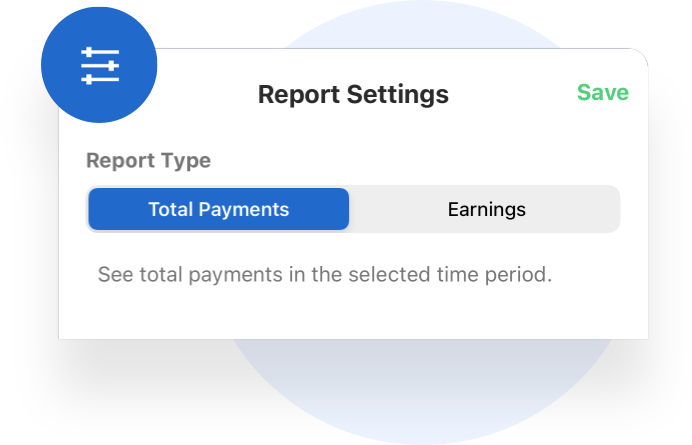 Report Settings
Save
Report Type
Total Payments
Earnings
See total payments in the selected time period.